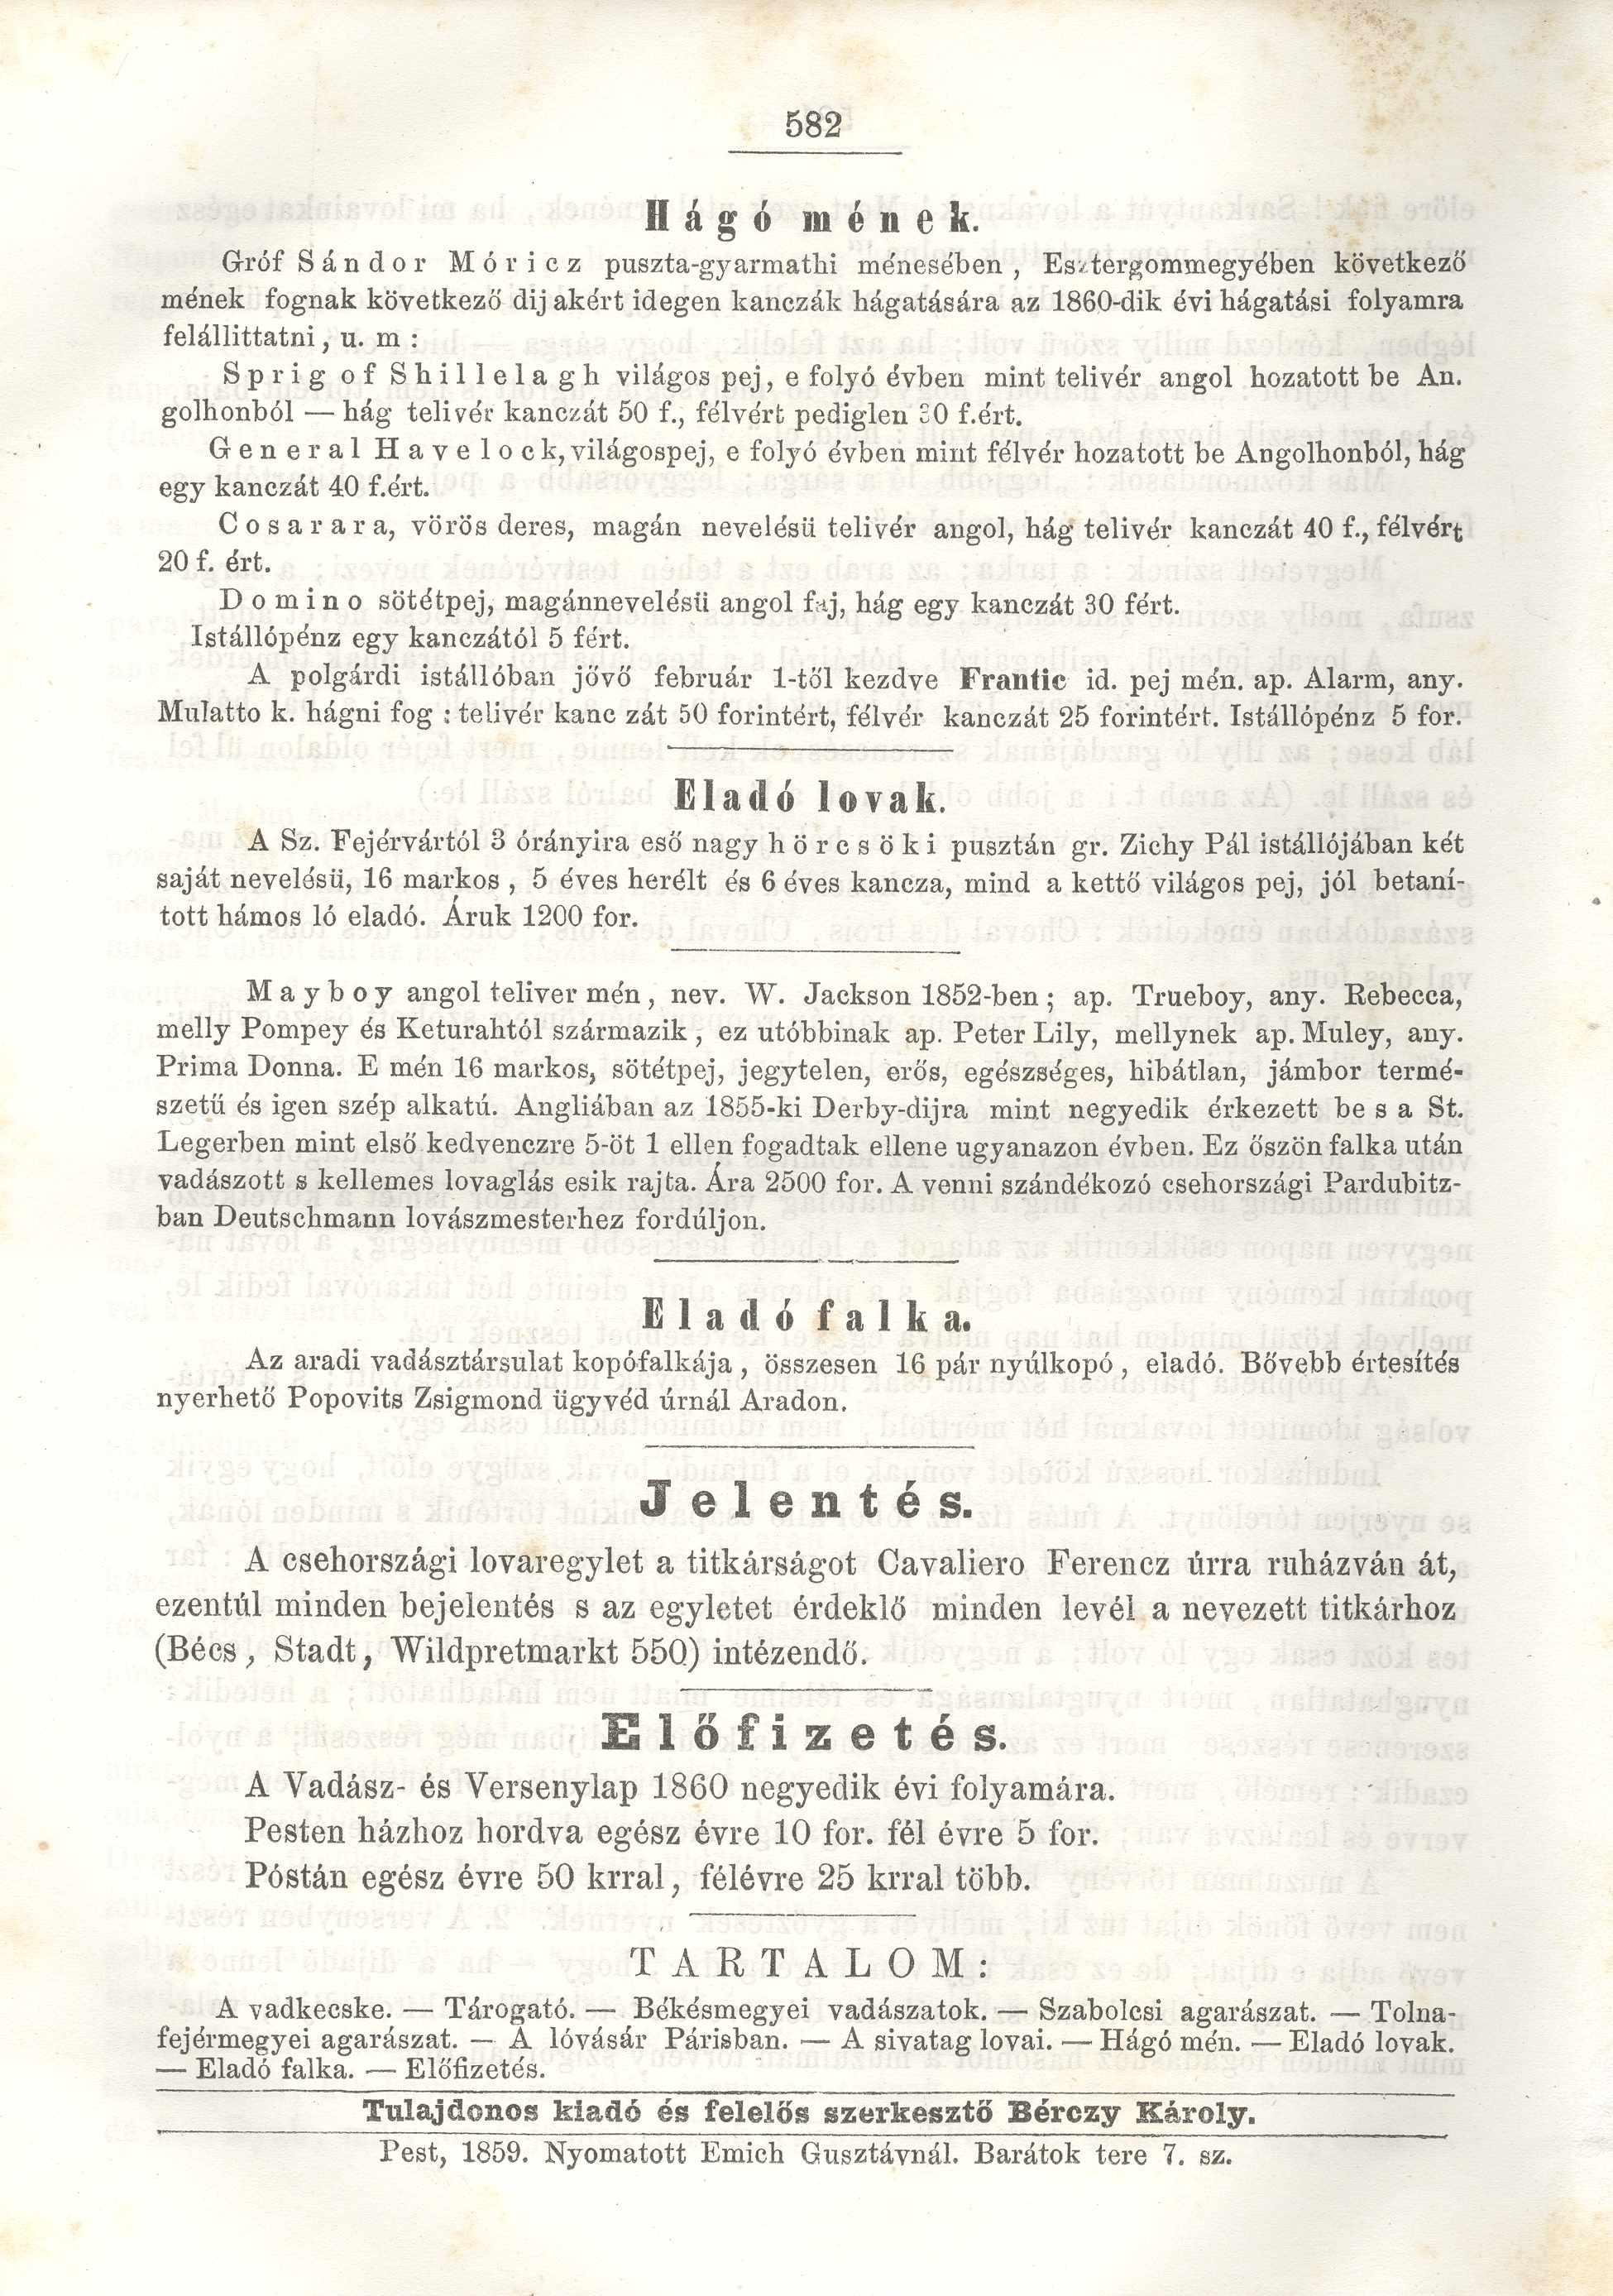 582
Hágó mének.
Gróf Sándor Móricz puszta-gyarmathi ménesében, Esztergommegyében következő
mének fognak következő dijakért idegen kanczák hágatására az 1860-dik évi hágatási folyamra
felállittatni, u. m :
Sprig of Shillelagh világos pej, e folyó évben mint telivér angol hozatott be An.
golhonból — hág telivér kanczát 50 f., félvért pediglen 30 f.ért.
General Havelock, világospej, e folyó évben mint félvér hozatott be Angolhonból, hág
egy kanczát 40 f.ért.
Cosarara, vörös deres, magán nevelésü telivér angol, hág telivér kanczát 40 f., félvért
20 f. ért.
Domino sötétpej, magánnevelésü angol faj, hág egy kanczát 30 fért.
Istállópénz egy kanczától 5 fért.
A polgárdi istállóban jővő február 1-től kezdve Frantic id. pej mén. ap. Alarm, any.
Mulatto k. hágni fog : telivér kanc zát 50 forintért, félvér kanczát 25 forintért. Istállópénz 5 for.
Eladó lovak.
A Sz. Fejérvártól 3 órányira eső nagy hörcsöki pusztán gr. Zichy Pál istállójában két
saját nevelésü, 16 markos, 5 éves herélt és 6 éves kancza, mind a kettő világos pej, jól betaní-
tott hámos ló eladó. Áruk 1200 for.
Mayboy angol teliver mén, nev. W. Jackson 1852-ben; ap. Trueboy, any. Rebecca,
melly Pompey és Keturahtól származik, ez utóbbinak ap. Peter Lily, mellynek ap. Muley, any.
Prima Donna. E mén 16 markos, sötétpej, jegytelen, erős, egészséges, hibátlan, jámbor termé-
szetü és igen szép alkatú. Angliában az 1855-ki Derby-dijra mint negyedik érkezett be s a St.
Legerben mint első kedvenczre 5-öt 1 ellen fogadtak ellene ugyanazon évben. Ez őszön falka után
vadászott s kellemes lovaglás esik rajta. Ára 2500 for. A venni szándékozó csehországi Pardubitz-
ban Deutschmann lovászmesterhez fordúljon.
Eladó falka.
Az aradi vadásztársulat kopófalkája, összesen 16 pár nyúlkopó, eladó. Bővebb értesítés
nyerhető Popovits Zsigmond ügyvéd úrnál Aradon.
Jelentés.
A csehországi lovaregylet a titkárságot Cavaliero Ferencz úrra ruházván át,
ezentúl minden bejelentés s az egyletet érdeklő minden levél a nevezett titkárhoz
(Bécs, Stadt, Wildpretmarkt 550) intézendő.
Előfizetés.
A Vadász- és Versenylap 1860 negyedik évi folyamára.
Pesten házhoz hordva egész évre 10 for. fél évre 5 for.
Póstán egész évre 50 krral, félévre 25 krral több.
TARTALOM:
A vadkecske. — Tárogató. — Békésmegyei vadászatok. — Szabolcsi agarászat. — Tolna-
fejérmegyei agarászat. — A lóvásár Párisban. — A sivatag lovai. — Hágó mén. — Eladó lovak.
— Eladó falka. — Előfizetés.
Tulajdonos kiadó és felelős szerkesztő Bérczy Károly.
Pest, 1859. Nyomatott Emich Gusztávnál. Barátok tere 7. sz.